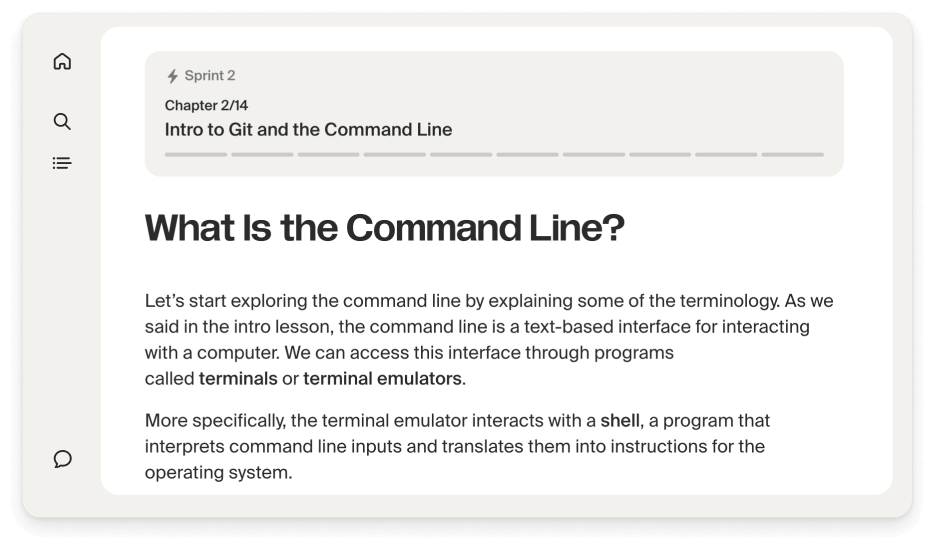 Sprint 2
Chapter 2/14
Intro to Git and the Command Line
What Is the Command Line?
Let’s start exploring the command line by explaining some of the terminology. As we
said in the intro lesson, the command line is a text-based interface for interacting
with a computer. We can access this interface through programs
called terminals or terminal emulators.
More specifically, the terminal emulator interacts with a shell, a program that
interprets command line inputs and translates them into instructions for the
operating system.